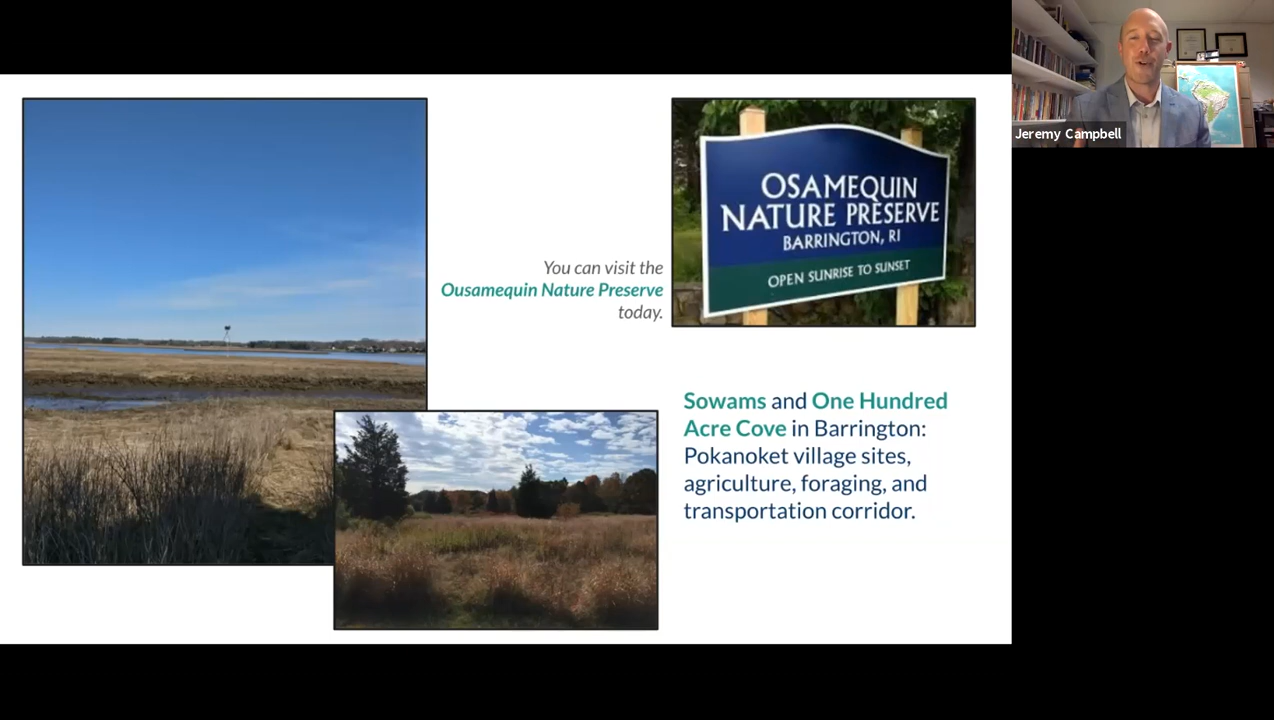 You can visit the
Ousamequin Nature Preserve
today.
OSAMEQUIN
NATURE PRESERVE
BARRINGTON, RI
OPEN SUNRISE TO SUNSET
Sowams and One Hundred
Acre Cove in Barrington:
Pokanoket village sites,
agriculture, foraging, and
transportation corridor.
Jeremy Campbell